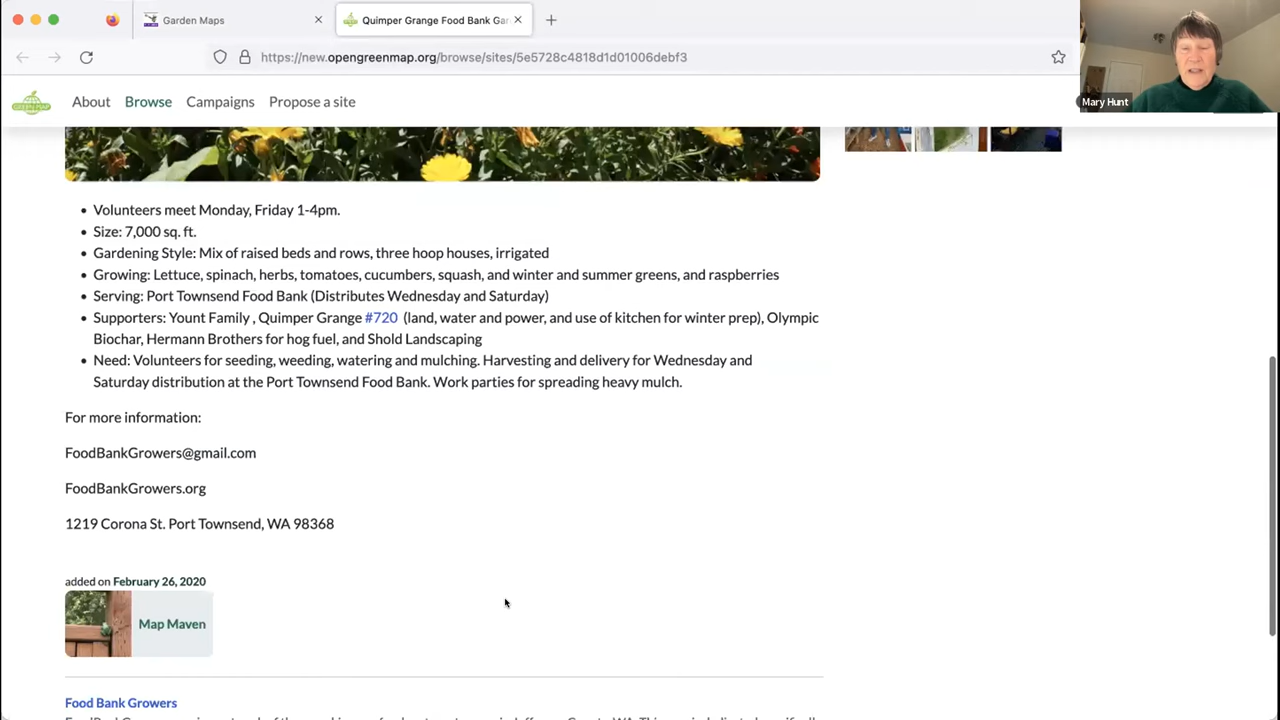 Garden Maps
Quimper Grange Food Bank Gar
https://new.opengreenmap.org/browse/sites/5e5728c4818d1d01006debf3
Mary Hunt
GREEN MAP
About Browse Campaigns Propose a site
Volunteers meet Monday, Friday 1-4pm.
Size: 7,000 sq. ft.
Gardening Style: Mix of raised beds and rows, three hoop houses, irrigated
Growing: Lettuce, spinach, herbs, tomatoes, cucumbers, squash, and winter and summer greens, and raspberries
Serving: Port Townsend Food Bank (Distributes Wednesday and Saturday)
Supporters: Yount Family , Quimper Grange #720 (land, water and power, and use of kitchen for winter prep), Olympic
Biochar, Hermann Brothers for hog fuel, and Shold Landscaping
Need: Volunteers for seeding, weeding, watering and mulching. Harvesting and delivery for Wednesday and
Saturday distribution at the Port Townsend Food Bank. Work parties for spreading heavy mulch.
For more information:
FoodBankGrowers@gmail.com
FoodBankGrowers.org
1219 Corona St. Port Townsend, WA 98368
added on February 26, 2020
Map Maven
Food Bank Growers